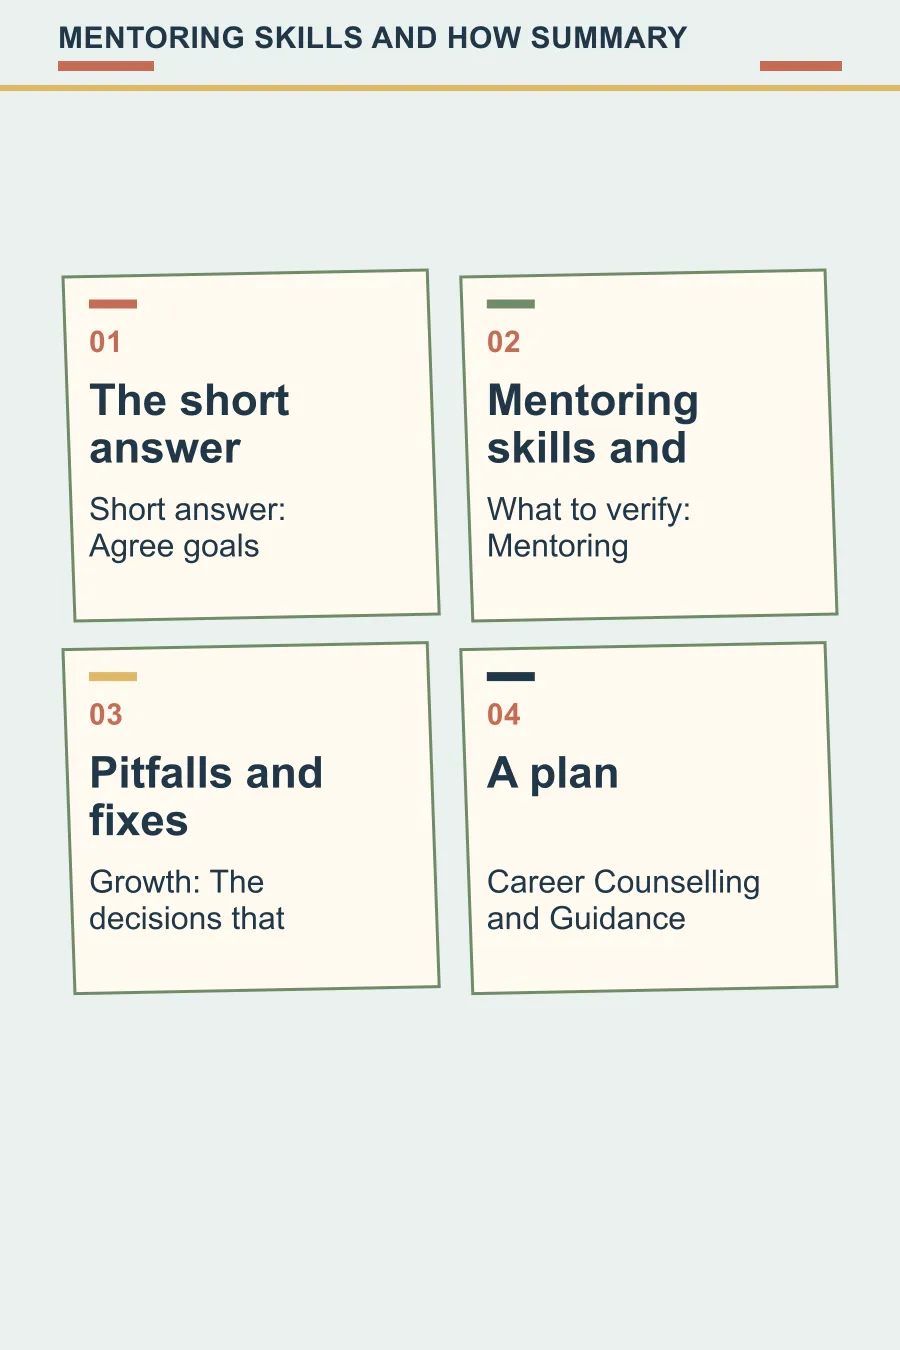 MENTORING SKILLS AND HOW SUMMARY
01
The short
answer
Short answer:
Agree goals
02
Mentoring
skills and
What to verify:
Mentoring
03
Pitfalls and
fixes
Growth: The
decisions that
04
A plan
Career Counselling
and Guidance